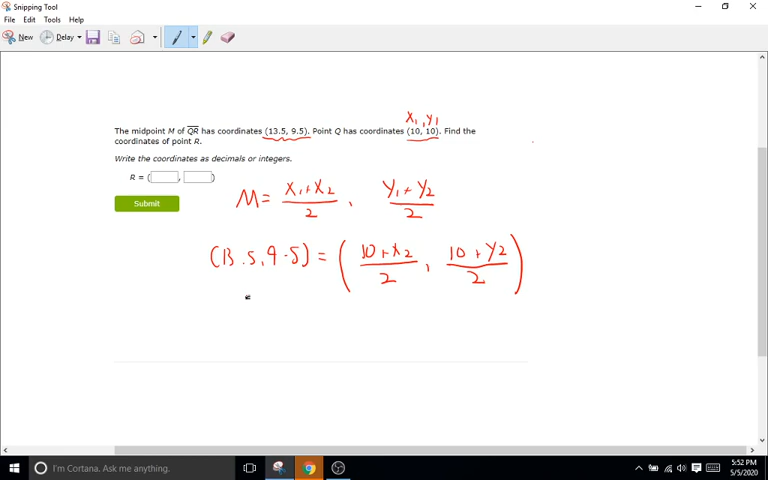 Snipping Tool
File Edit Tools Help
New Delay
The midpoint M of QR has coordinates (13.5, 9.5). Point Q has coordinates (10, 10). Find the
coordinates of point R.
x₁, y₁
Write the coordinates as decimals or integers.
R = ( , )
Submit
M = x₁+x₂/2 , y₁+y₂/2
(13.5, 9.5) = (10+x₂/2 , 10+y2/2)
I'm Cortana. Ask me anything.
5:52 PM
5/5/2020